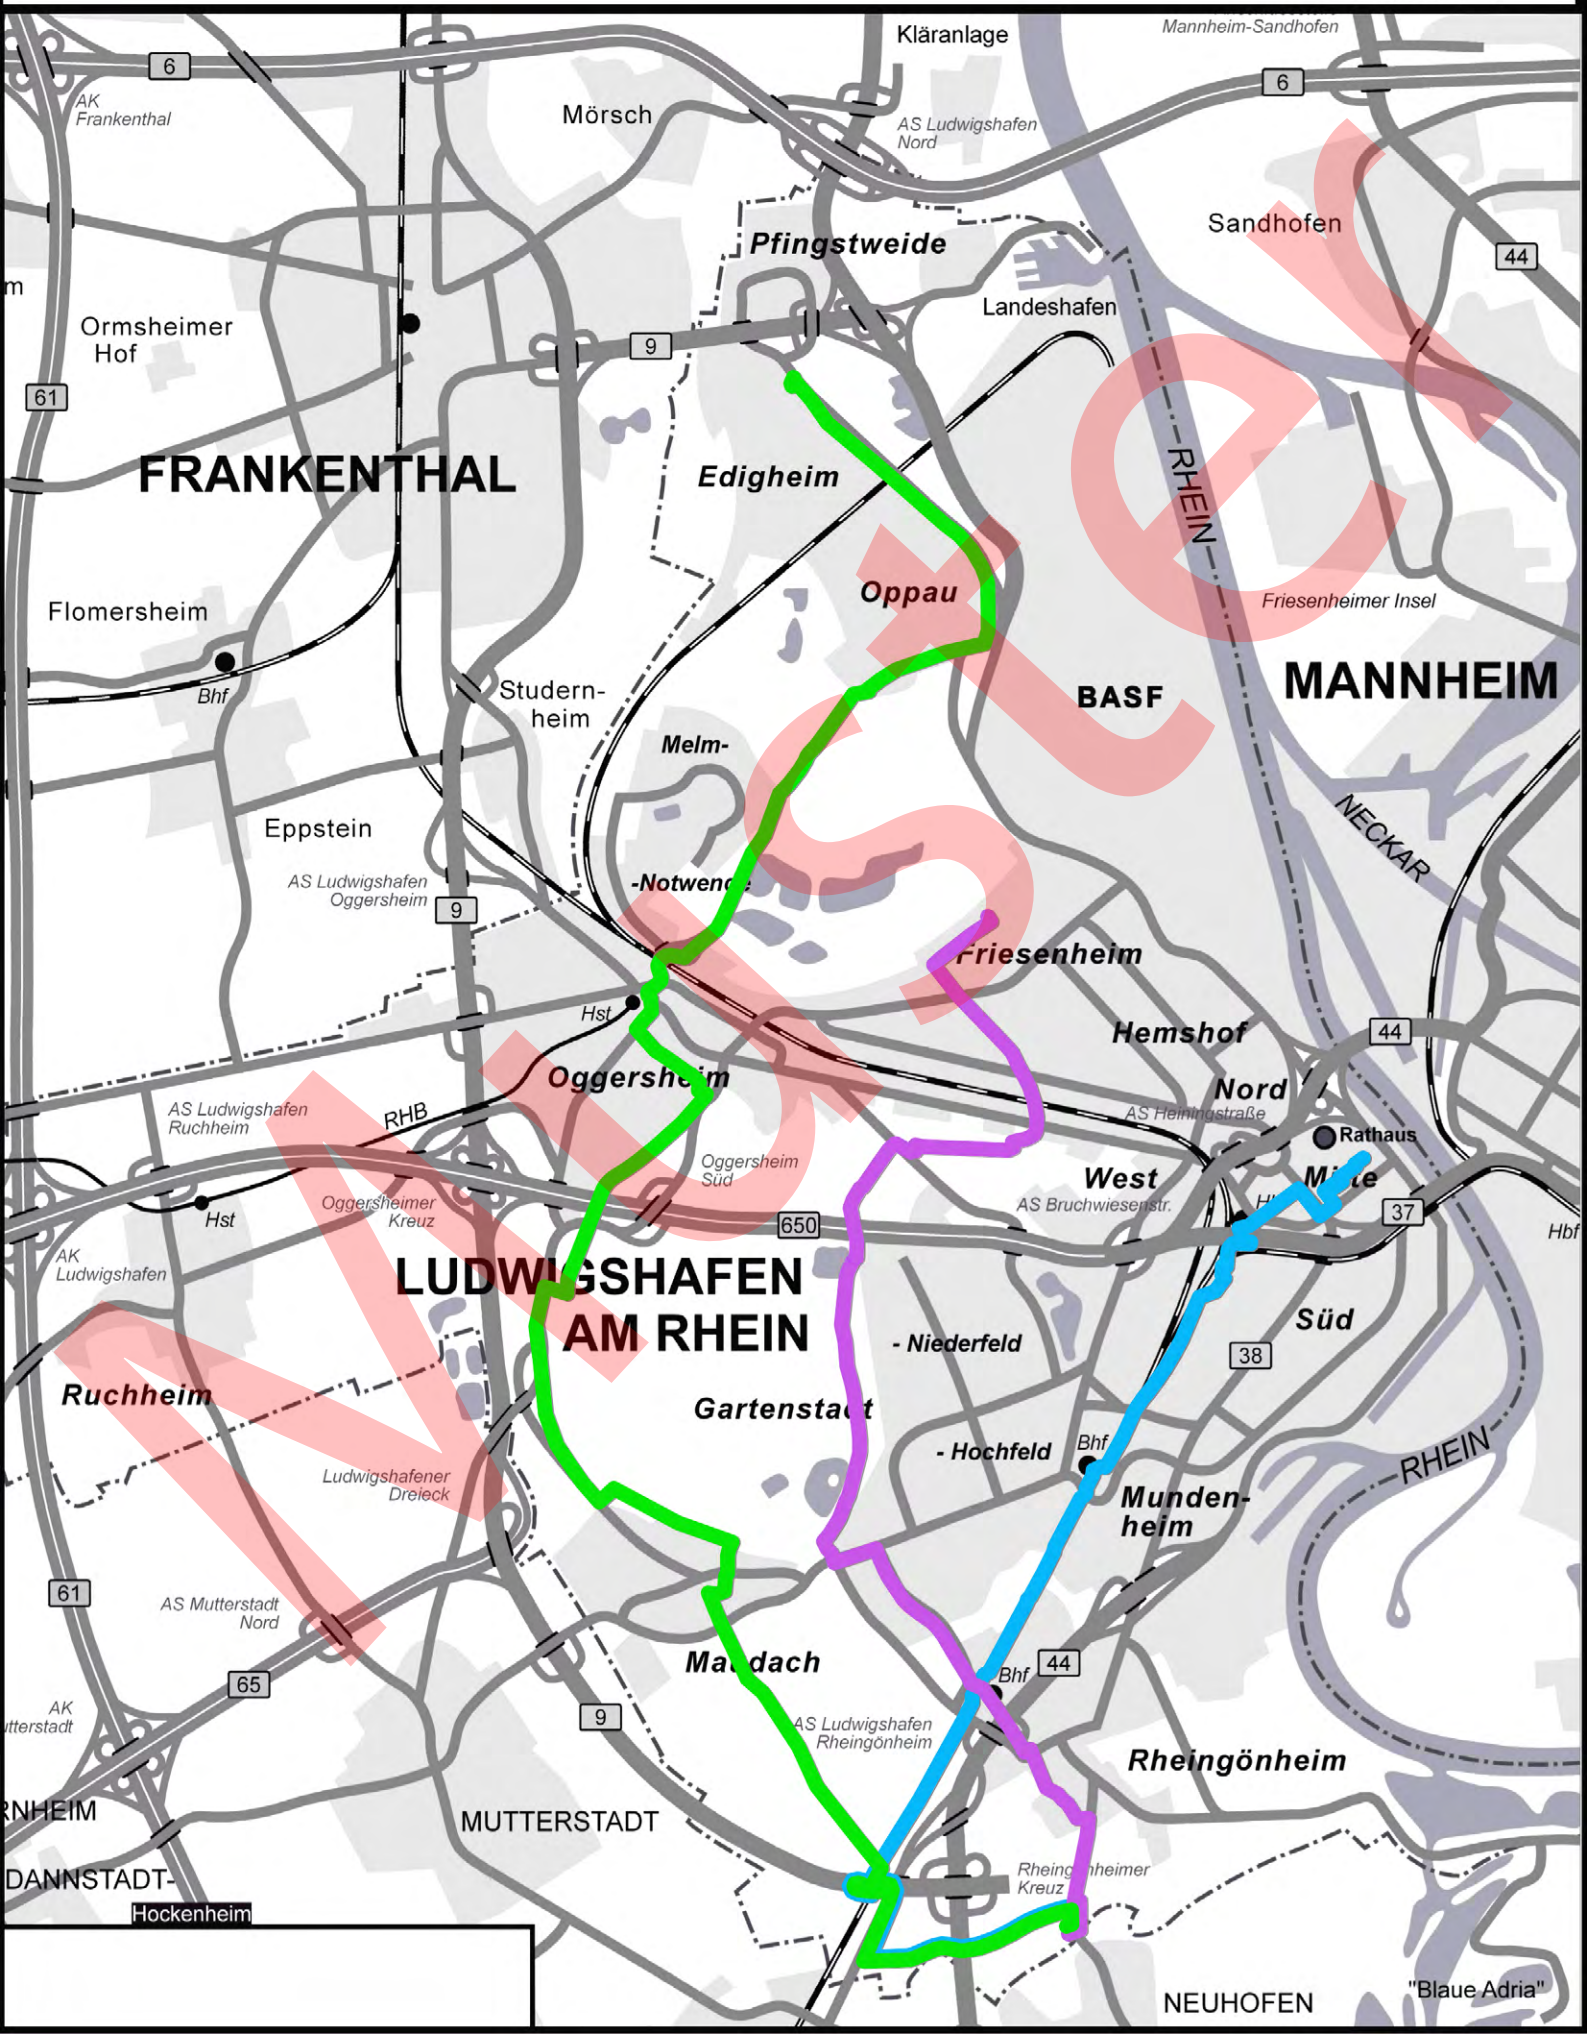 Kläranlage
Mannheim-Sandhofen
6
6
AK
Frankenthal
Mörsch
AS Ludwigshafen
Nord
Sandhofen
Pfingstweide
44
m
Landeshafen
Ormsheimer
Hof
9
61
RHEIN
FRANKENTHAL
Edigheim
Oppau
Friesenheimer Insel
Flomersheim
MANNHEIM
Bhf
Studern-
heim
BASF
Melm-
NECKAR
Eppstein
AS Ludwigshafen
Oggersheim
-Notwende
9
Friesenheim
Hst
Hemshof
44
Oggersheim
Nord
AS Ludwigshafen
Ruchheim
RHB
AS Heinigstraße
Rathaus
Oggersheim
Süd
West
Mitte
Oggersheimer
Kreuz
AS Bruchwiesenstr.
Hst
650
37
Hbf
AK
Ludwigshafen
LUDWIGSHAFEN
AM RHEIN
Süd
- Niederfeld
38
Ruchheim
Gartenstadt
- Hochfeld
Bhf
RHEIN
Ludwigshafener
Dreieck
Munden-
heim
61
AS Mutterstadt
Nord
Maudach
Bhf
44
65
AK
utterstadt
9
AS Ludwigshafen
Rheingönheim
Rheingönheim
RNHEIM
MUTTERSTADT
DANNSTADT-
Rheingönheimer
Kreuz
Hockenheim
"Blaue Adria"
NEUHOFEN
Muster